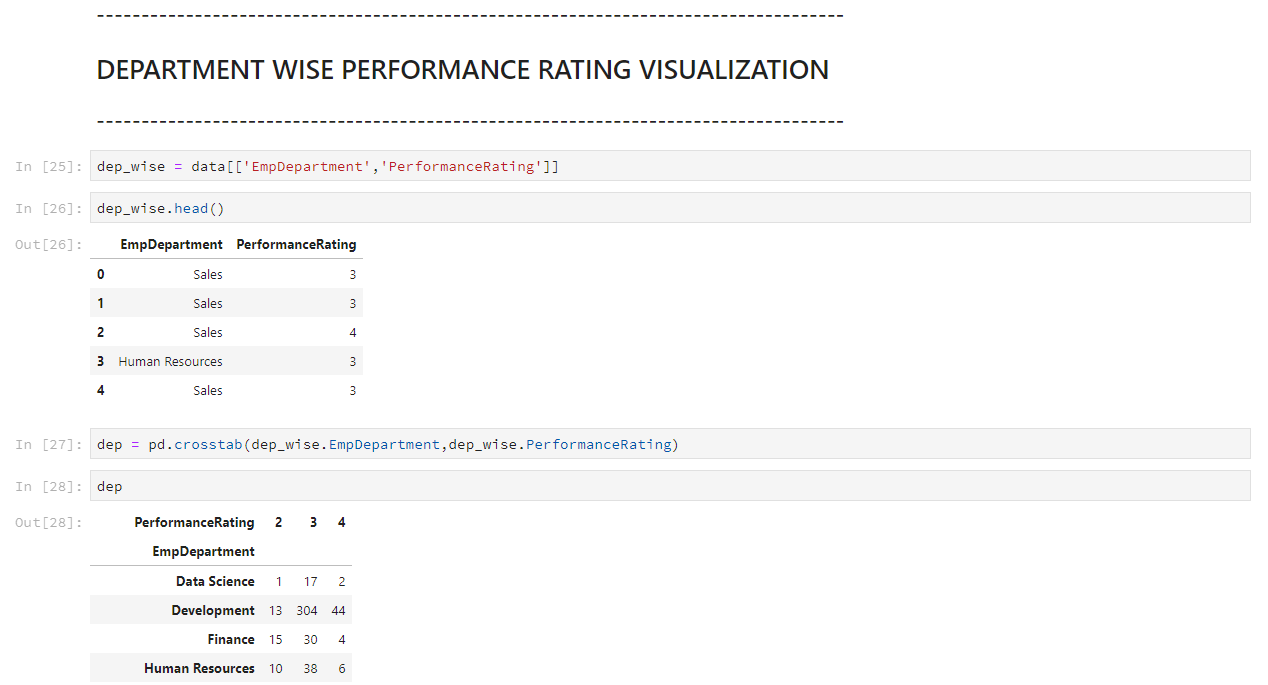 -----------------------------------------------------------------------------------
DEPARTMENT WISE PERFORMANCE RATING VISUALIZATION
-----------------------------------------------------------------------------------
In [25]: dep_wise = data[['EmpDepartment','PerformanceRating']]
In [26]: dep_wise.head()
Out[26]: EmpDepartment PerformanceRating
0 Sales 3
1 Sales 3
2 Sales 4
3 Human Resources 3
4 Sales 3
In [27]: dep = pd.crosstab(dep_wise.EmpDepartment,dep_wise.PerformanceRating)
In [28]: dep
Out[28]: PerformanceRating 2 3 4
EmpDepartment
Data Science 1 17 2
Development 13 304 44
Finance 15 30 4
Human Resources 10 38 6